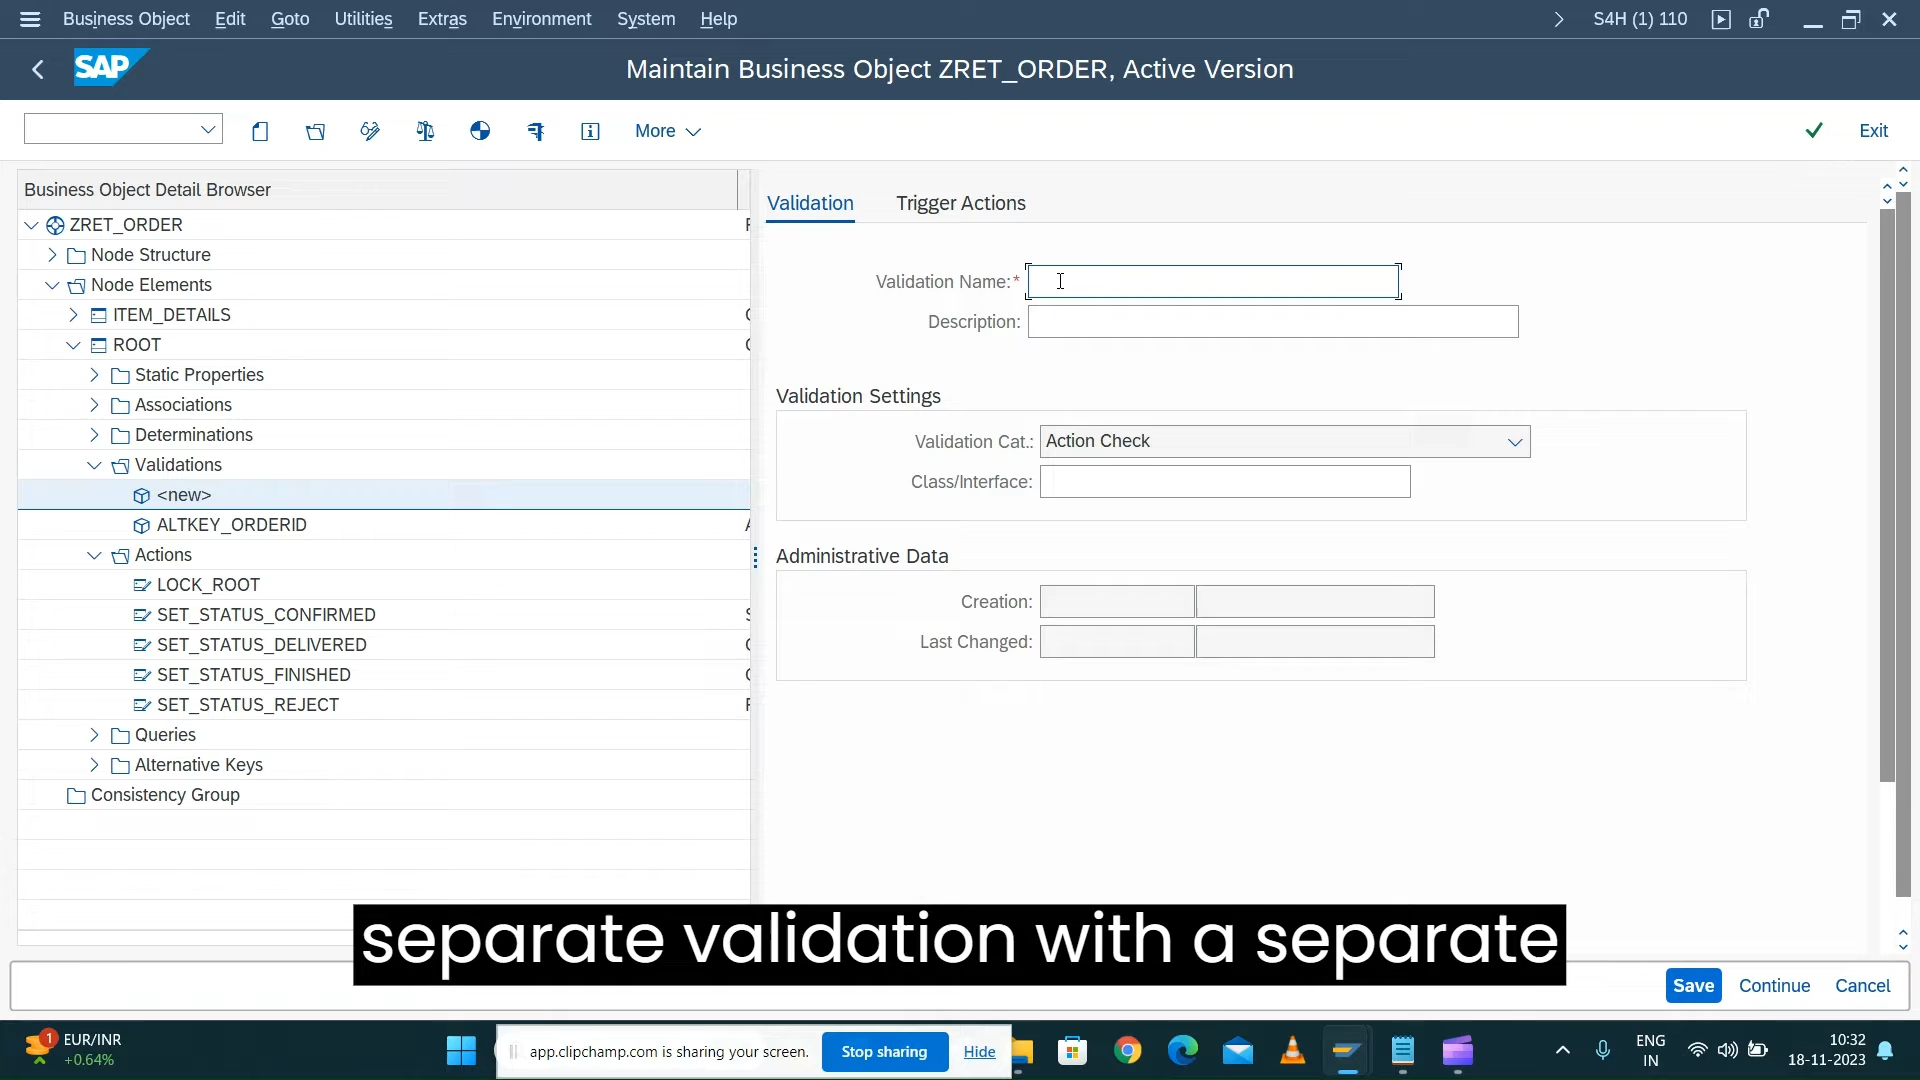 Business Object Edit Goto Utilities Extras Environment System Help S4H (1) 110
SAP Maintain Business Object ZRET_ORDER, Active Version
More Exit
Business Object Detail Browser
ZRET_ORDER
Node Structure
Node Elements
ITEM_DETAILS
ROOT
Static Properties
Associations
Determinations
Validations
<new>
ALTKEY_ORDERID
Actions
LOCK_ROOT
SET_STATUS_CONFIRMED
SET_STATUS_DELIVERED
SET_STATUS_FINISHED
SET_STATUS_REJECT
Queries
Alternative Keys
Consistency Group
Validation Trigger Actions
Validation Name:*
Description:
Validation Settings
Validation Cat.: Action Check
Class/Interface:
Administrative Data
Creation:
Last Changed:
separate validation with a separate
Save Continue Cancel
1 EUR/INR
+0.64%
app.clipchamp.com is sharing your screen. Stop sharing Hide
ENG
IN
10:32
18-11-2023